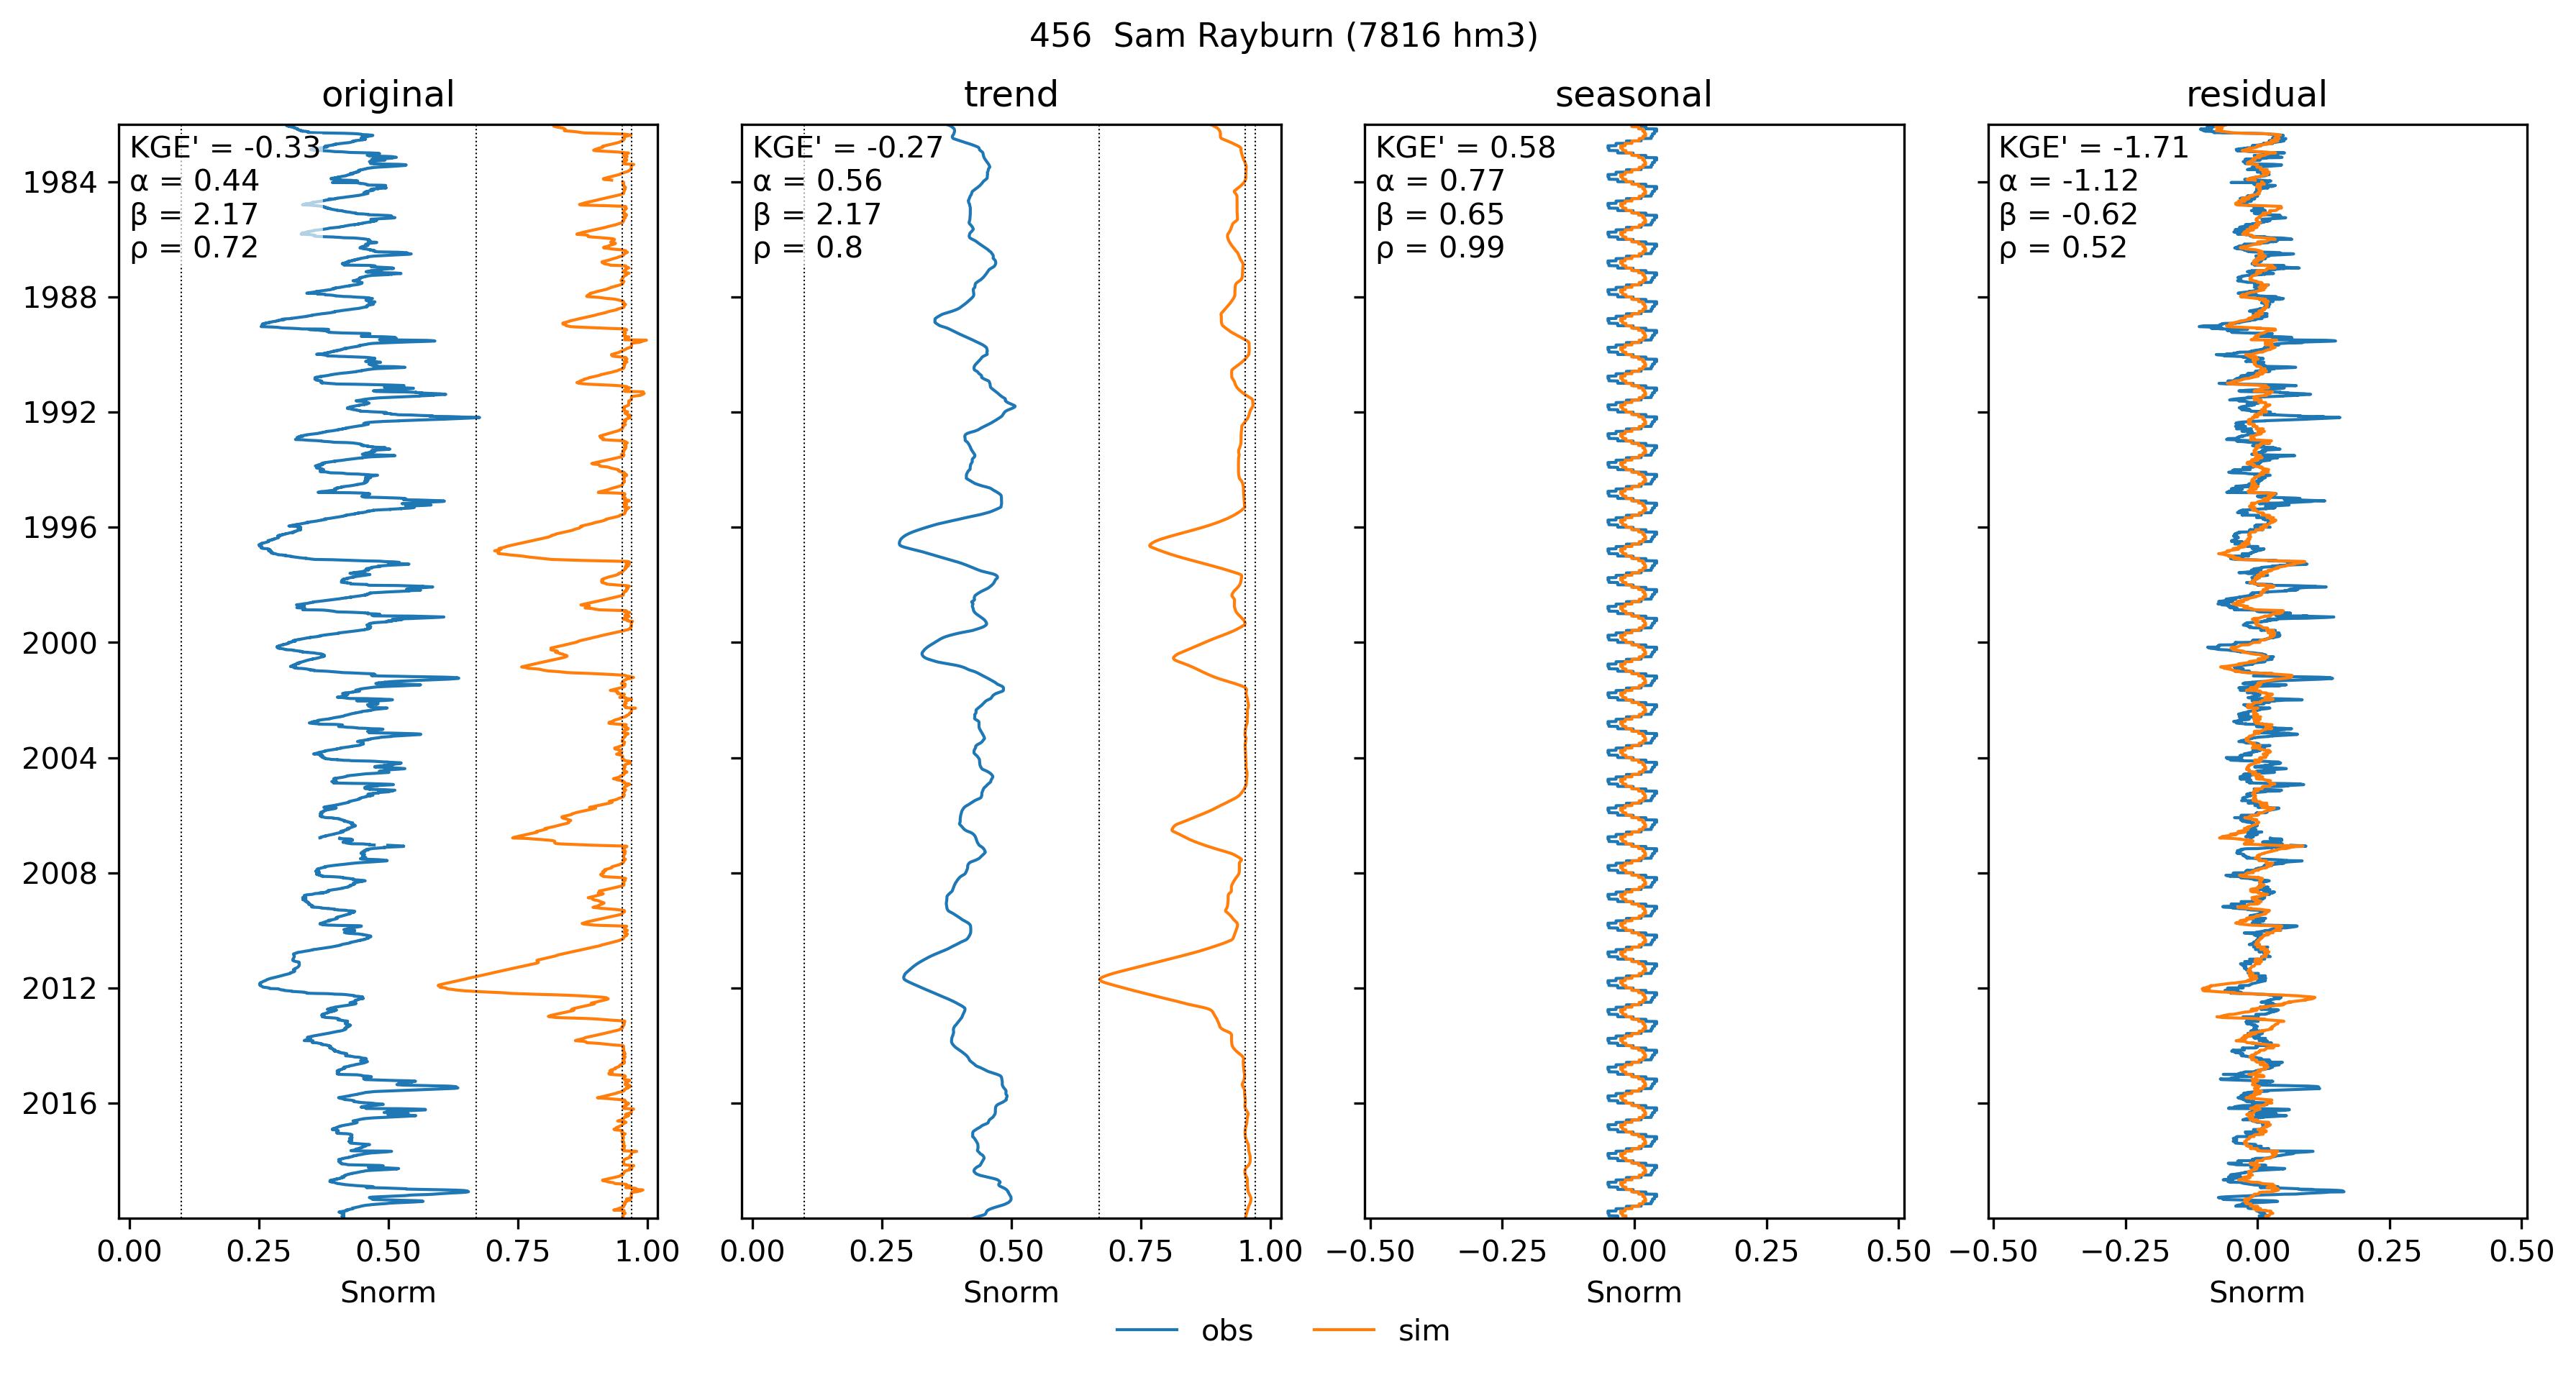 456  Sam Rayburn (7816 hm3)
original
trend
seasonal
residual
KGE' = -0.33
α = 0.44
β = 2.17
ρ = 0.72
KGE' = -0.27
α = 0.56
β = 2.17
ρ = 0.8
KGE' = 0.58
α = 0.77
β = 0.65
ρ = 0.99
KGE' = -1.71
α = -1.12
β = -0.62
ρ = 0.52
1984
1988
1992
1996
2000
2004
2008
2012
2016
0.00 0.25 0.50 0.75 1.00
0.00 0.25 0.50 0.75 1.00
−0.50 −0.25 0.00 0.25 0.50
−0.50 −0.25 0.00 0.25 0.50
Snorm
Snorm
Snorm
Snorm
obs
sim